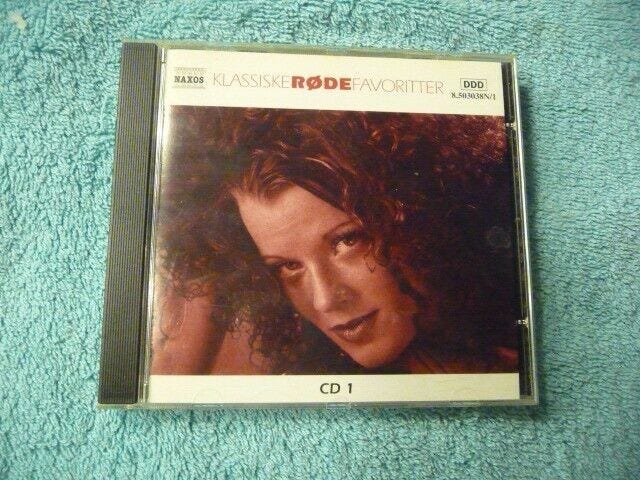 NAXOS
KLASSISKERØDEFAVORITTER
DDD
8.503038N/1
CD 1